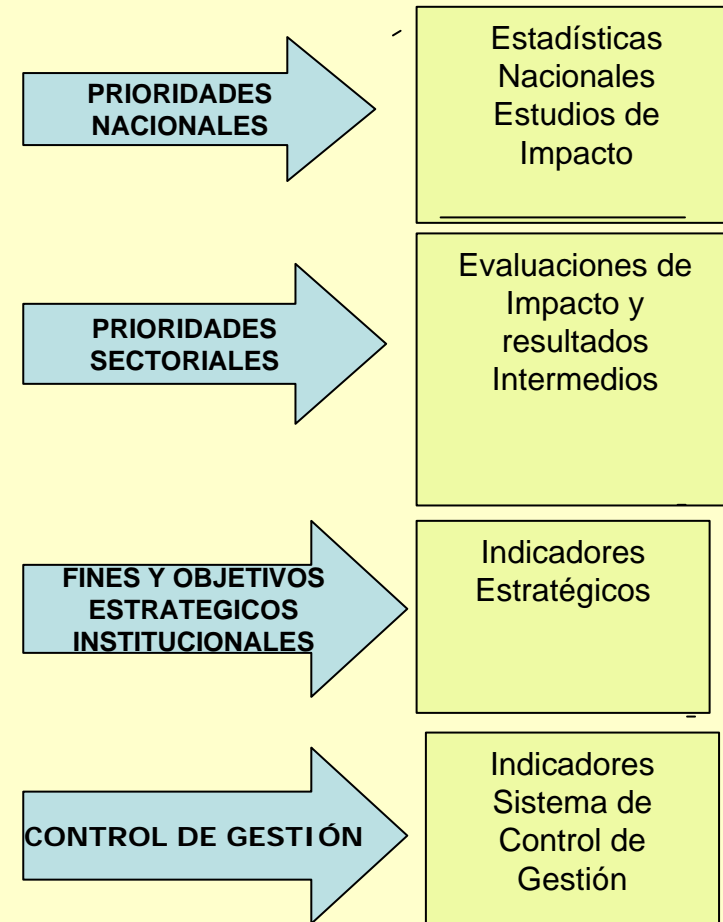 PRIORIDADES
NACIONALES
Estadísticas
Nacionales
Estudios de
Impacto
PRIORIDADES
SECTORIALES
Evaluaciones de
Impacto y
resultados
Intermedios
FINES Y OBJETIVOS
ESTRATEGICOS
INSTITUCIONALES
Indicadores
Estratégicos
CONTROL DE GESTIÓN
Indicadores
Sistema de
Control de
Gestión